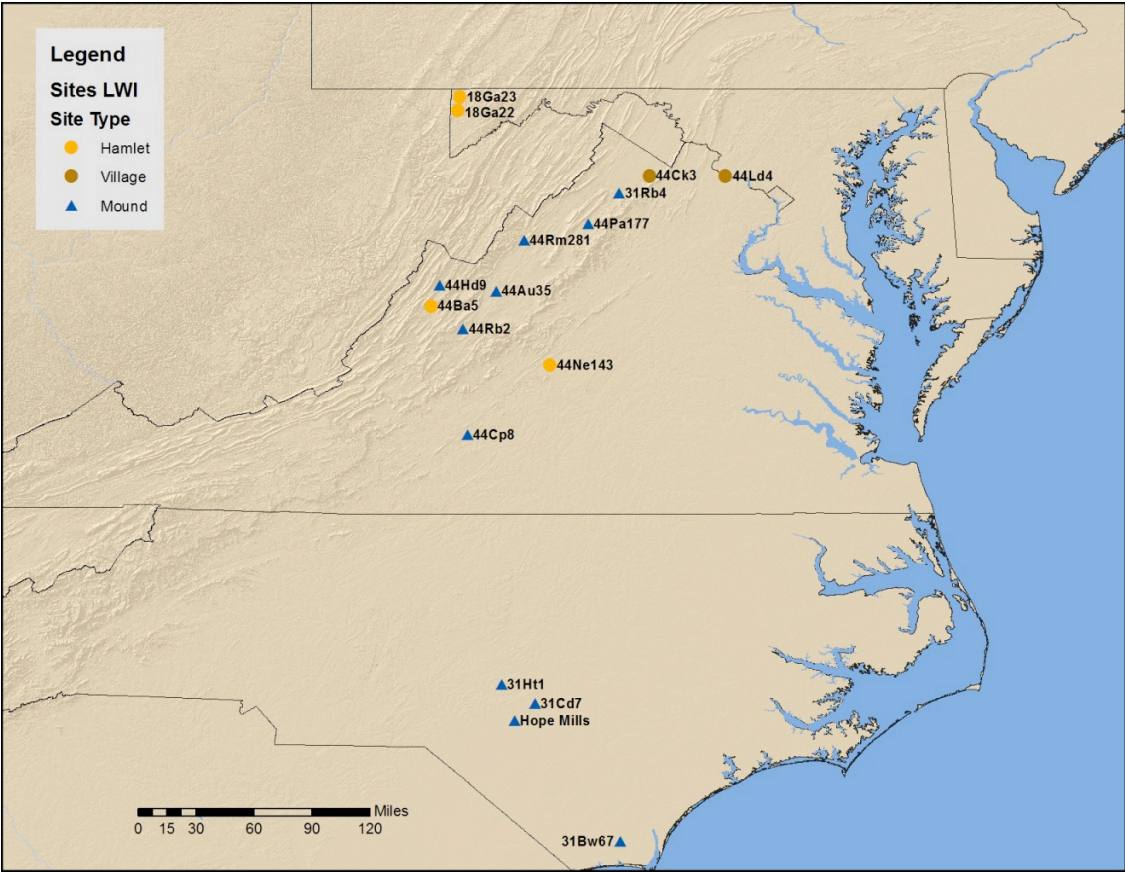 Legend
Sites LWI
Site Type
Hamlet
Village
Mound
18Ga23
18Ga22
44Ck3
44Ld4
31Rb4
44Pa177
44Rm281
44Hd9
44Au35
44Ba5
44Rb2
44Ne143
44Cp8
31Ht1
31Cd7
Hope Mills
31Bw67
Miles
0 15 30 60 90 120